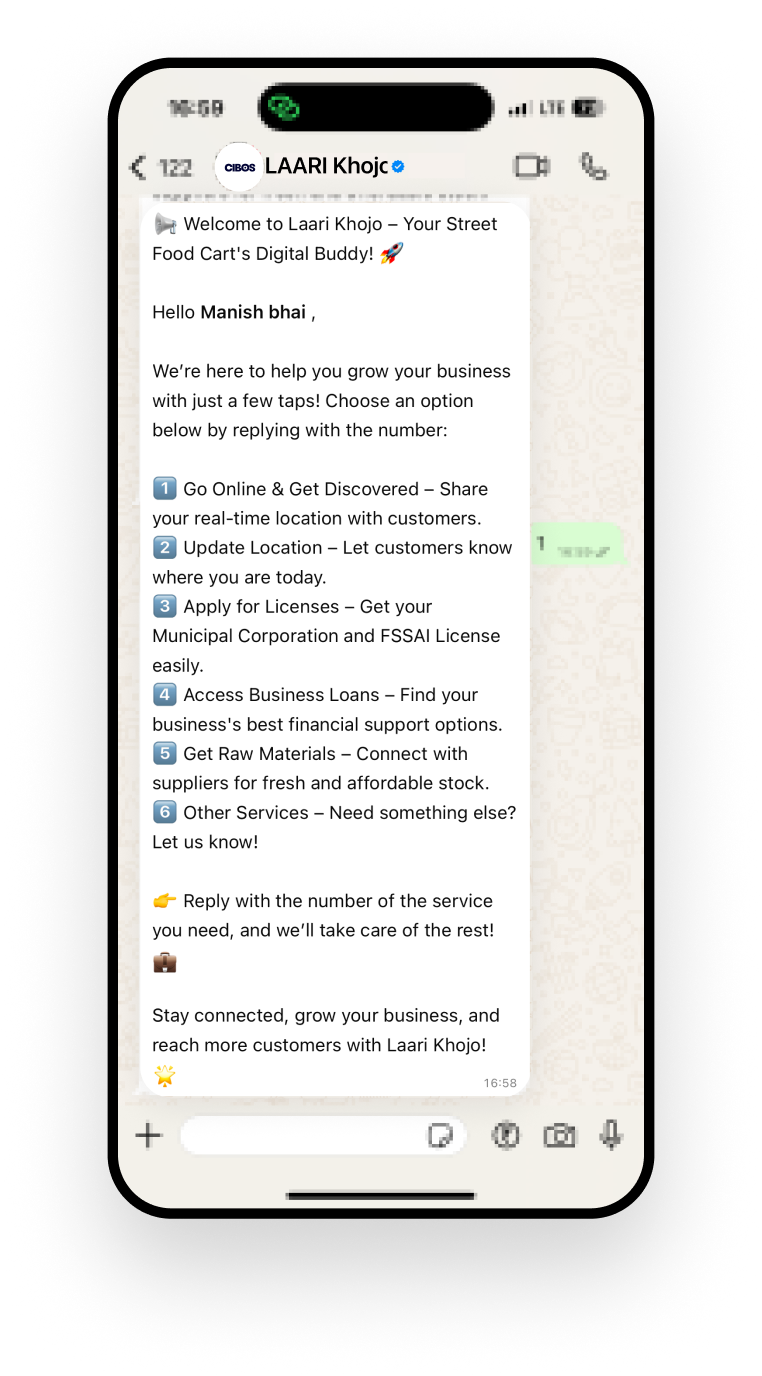 16:59
LTE
122
CIBOS
LAARI Khojo
📢 Welcome to Laari Khojo – Your Street
Food Cart's Digital Buddy! 🚀
Hello Manish bhai ,
We’re here to help you grow your business
with just a few taps! Choose an option
below by replying with the number:
1️⃣ Go Online & Get Discovered – Share
your real-time location with customers.
2️⃣ Update Location – Let customers know
where you are today.
3️⃣ Apply for Licenses – Get your
Municipal Corporation and FSSAI License
easily.
4️⃣ Access Business Loans – Find your
business's best financial support options.
5️⃣ Get Raw Materials – Connect with
suppliers for fresh and affordable stock.
6️⃣ Other Services – Need something else?
Let us know!
👉 Reply with the number of the service
you need, and we’ll take care of the rest!
💼
Stay connected, grow your business, and
reach more customers with Laari Khojo!
🌟
16:58
1